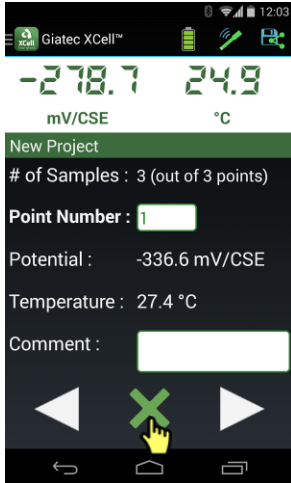 12:03
XCell Giatec XCell™
-278.7 24.9
mV/CSE °C
New Project
# of Samples : 3 (out of 3 points)
Point Number : 1
Potential : -336.6 mV/CSE
Temperature : 27.4 °C
Comment :